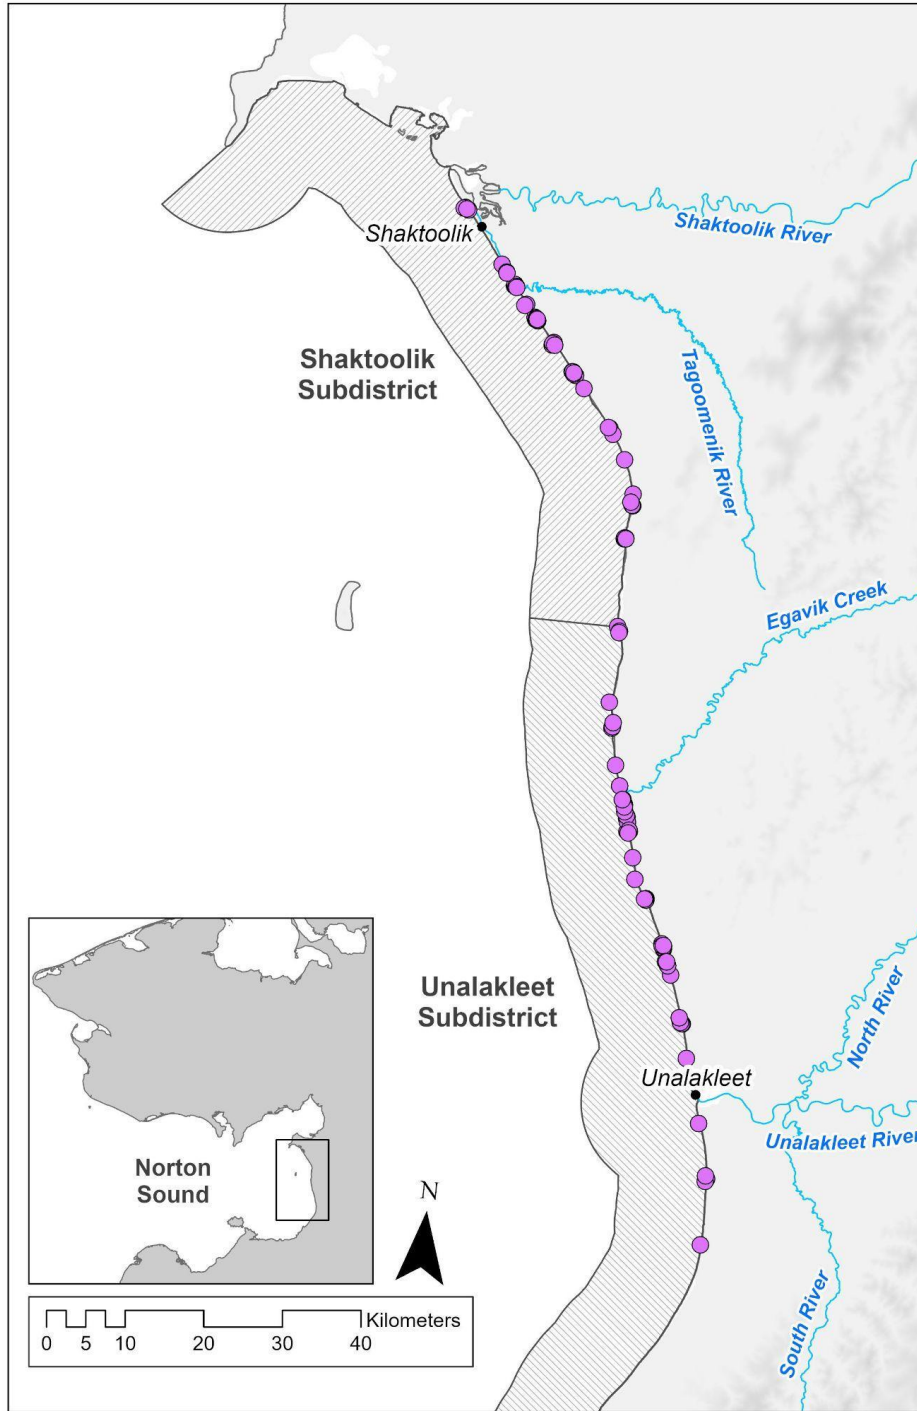 Shaktoolik River
Shaktoolik
Shaktoolik
Subdistrict
Tagoomenik River
Egavik Creek
Unalakleet
Subdistrict
North River
Unalakleet
Unalakleet River
Norton
Sound
N
South River
Kilometers
0 5 10 20 30 40